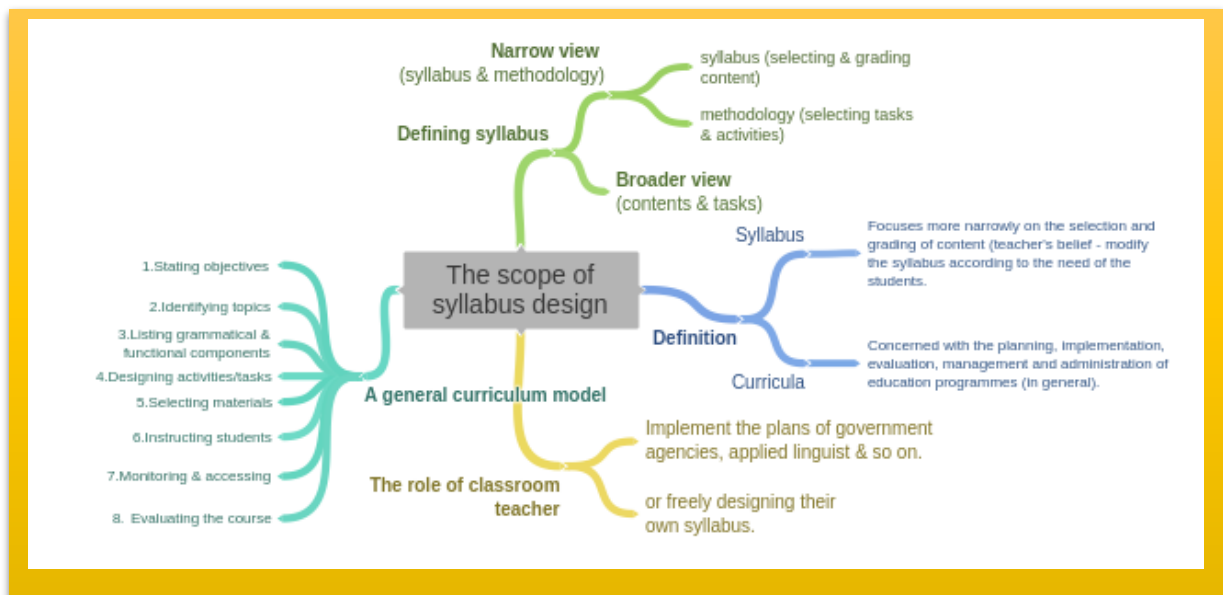 Narrow view
(syllabus & methodology)
syllabus (selecting & grading
content)
methodology (selecting tasks
& activities)
Defining syllabus
Broader view
(contents & tasks)
The scope of
syllabus design
Definition
Syllabus
Focuses more narrowly on the selection and
grading of content (teacher's belief - modify
the syllabus according to the need of the
students.
Curricula
Concerned with the planning, implementation,
evaluation, management and administration of
education programmes (in general).
A general curriculum model
1.Stating objectives
2.Identifying topics
3.Listing grammatical &
functional components
4.Designing activities/tasks
5.Selecting materials
6.Instructing students
7.Monitoring & accessing
8. Evaluating the course
The role of classroom
teacher
Implement the plans of government
agencies, applied linguist & so on.
or freely designing their
own syllabus.